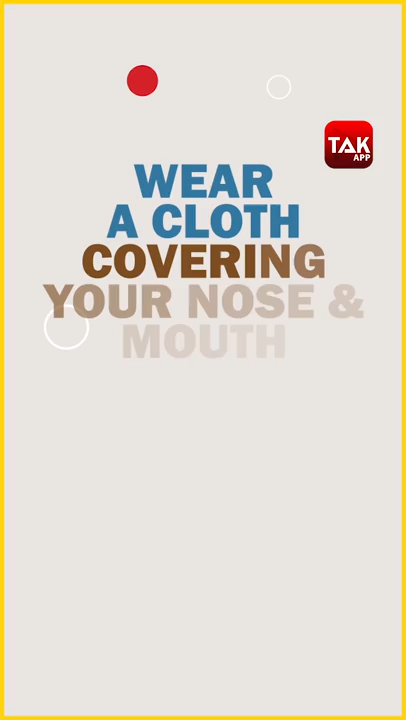 TAK
APP
WEAR
A CLOTH
COVERING
YOUR NOSE &
MOUTH